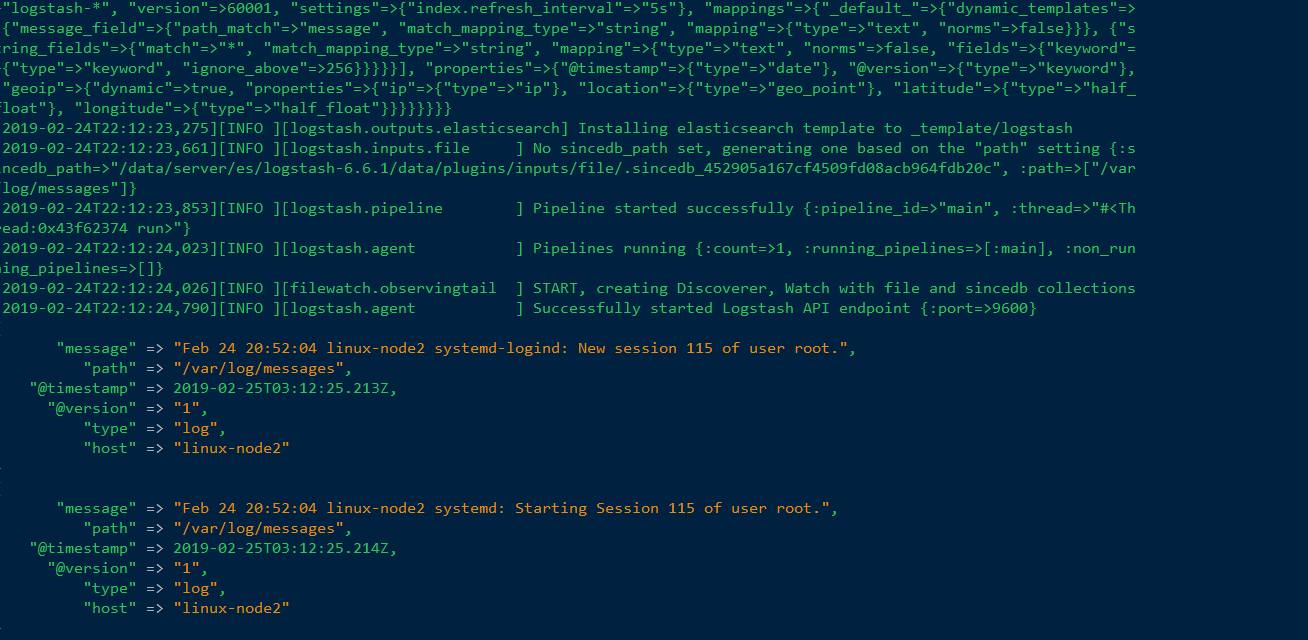 "logstash-*", "version"=>60001, "settings"=>{"index.refresh_interval"=>"5s"}, "mappings"=>{"_default_"=>{"dynamic_templates"=>
{"message_field"=>{"path_match"=>"message", "match_mapping_type"=>"string", "mapping"=>{"type"=>"text", "norms"=>false}}}, {"s
ring_fields"=>{"match"=>"*", "match_mapping_type"=>"string", "mapping"=>{"type"=>"text", "norms"=>false, "fields"=>{"keyword"=
{"type"=>"keyword", "ignore_above"=>256}}}}}], "properties"=>{"@timestamp"=>{"type"=>"date"}, "@version"=>{"type"=>"keyword"},
"geoip"=>{"dynamic"=>true, "properties"=>{"ip"=>{"type"=>"ip"}, "location"=>{"type"=>"geo_point"}, "latitude"=>{"type"=>"half_
float"}, "longitude"=>{"type"=>"half_float"}}}}}}}}
2019-02-24T22:12:23,275][INFO ][logstash.outputs.elasticsearch] Installing elasticsearch template to _template/logstash
2019-02-24T22:12:23,661][INFO ][logstash.inputs.file     ] No sincedb_path set, generating one based on the "path" setting {:s
incedb_path=>"/data/server/es/logstash-6.6.1/data/plugins/inputs/file/.sincedb_452905a167cf4509fd08acb964fdb20c", :path=>["/var
/log/messages"]}
2019-02-24T22:12:23,853][INFO ][logstash.pipeline        ] Pipeline started successfully {:pipeline_id=>"main", :thread=>"#<Th
read:0x43f62374 run>"}
2019-02-24T22:12:24,023][INFO ][logstash.agent           ] Pipelines running {:count=>1, :running_pipelines=>[:main], :non_run
ning_pipelines=>[]}
2019-02-24T22:12:24,026][INFO ][filewatch.observingtail  ] START, creating Discoverer, Watch with file and sincedb collections
2019-02-24T22:12:24,790][INFO ][logstash.agent           ] Successfully started Logstash API endpoint {:port=>9600}
"message" => "Feb 24 20:52:04 linux-node2 systemd-logind: New session 115 of user root.",
"path" => "/var/log/messages",
"@timestamp" => 2019-02-25T03:12:25.213Z,
"@version" => "1",
"type" => "log",
"host" => "linux-node2"
"message" => "Feb 24 20:52:04 linux-node2 systemd: Starting Session 115 of user root.",
"path" => "/var/log/messages",
"@timestamp" => 2019-02-25T03:12:25.214Z,
"@version" => "1",
"type" => "log",
"host" => "linux-node2"